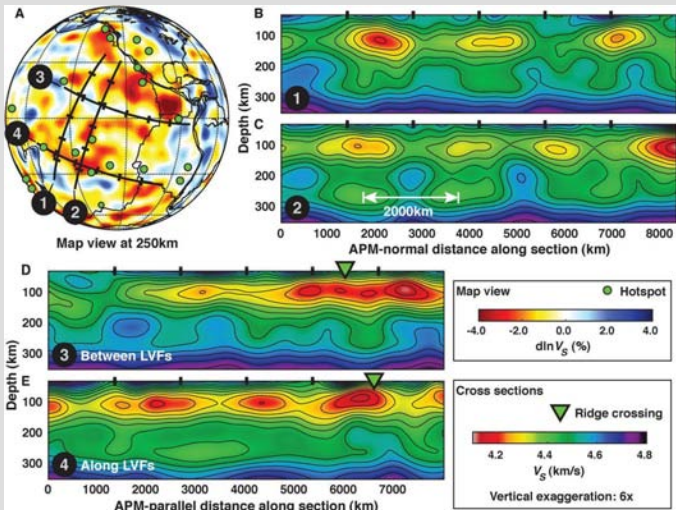 A
3
4
1
2
Map view at 250km
B
100
200
300
1
C
Depth (km)
100
200
300
2
2000km
0 1000 2000 3000 4000 5000 6000 7000 8000
APM-normal distance along section (km)
D
100
200
300
3 Between LVFs
E
Depth (km)
100
200
300
4 Along LVFs
0 1000 2000 3000 4000 5000 6000 7000
APM-parallel distance along section (km)
Map view Hotspot
-4.0 -2.0 0.0 2.0 4.0
dlnVS (%)
Cross sections
Ridge crossing
4.2 4.4 4.6 4.8
VS (km/s)
Vertical exaggeration: 6x